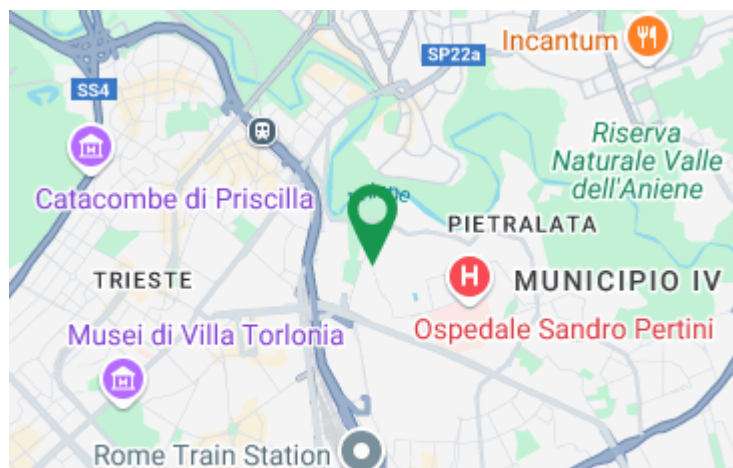 Incantum
SP22a
SS4
Riserva
Naturale Valle
dell'Aniene
Catacombe di Priscilla
PIETRALATA
TRIESTE
H
MUNICIPIO IV
Ospedale Sandro Pertini
Musei di Villa Torlonia
Rome Train Station